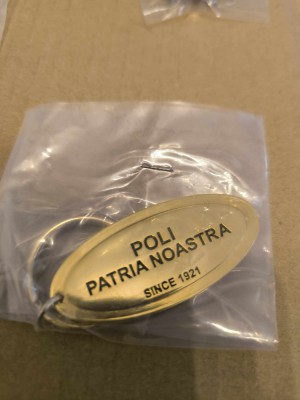 POLI
PATRIA NOASTRA
SINCE 1921